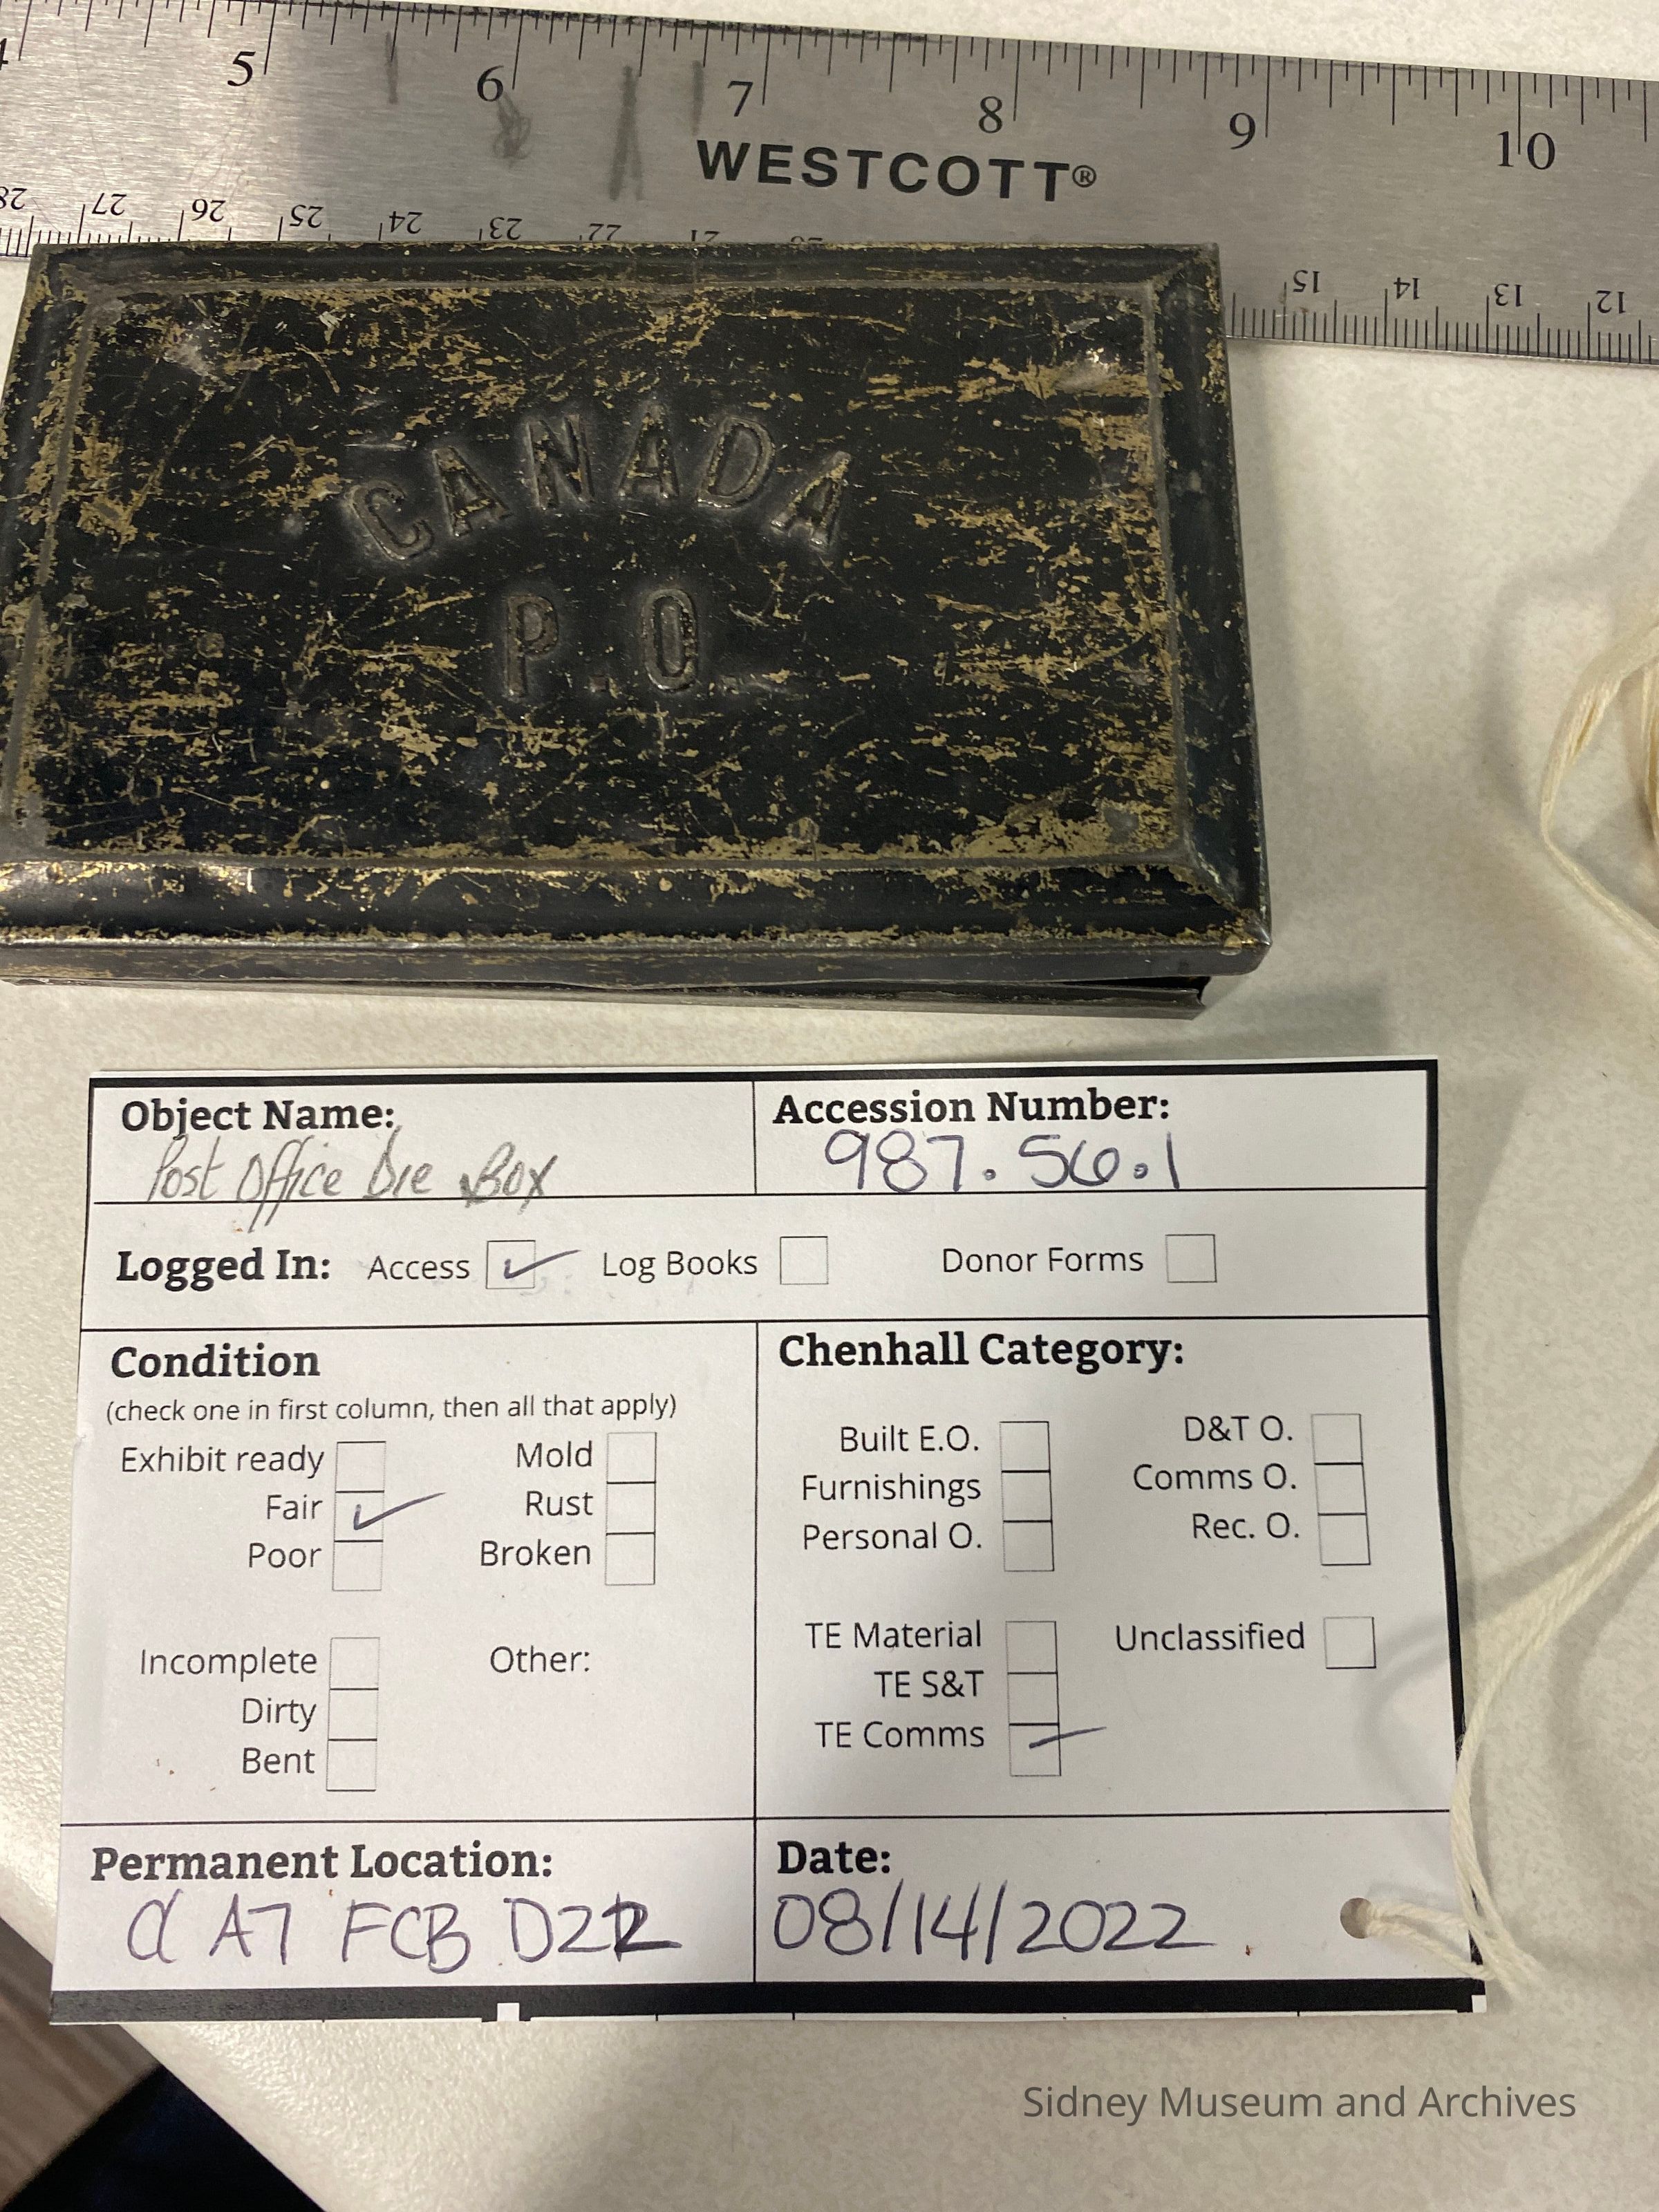 4 5 6 7 8 9 10
WESTCOTT®
28 27 26 25 24 23 22 21 20 15 14 13 12
CANADA
P.O.
Object Name:
Post Office Die Box
Accession Number:
987.56.1
Logged In: Access Log Books Donor Forms
Condition
(check one in first column, then all that apply)
Exhibit ready Mold
Fair Rust
Poor Broken
Incomplete Other:
Dirty
Bent
Chenhall Category:
Built E.O. D&T O.
Furnishings Comms O.
Personal O. Rec. O.
TE Material Unclassified
TE S&T
TE Comms
Permanent Location:
A7 FCB D22
Date:
08/14/2022
Sidney Museum and Archives